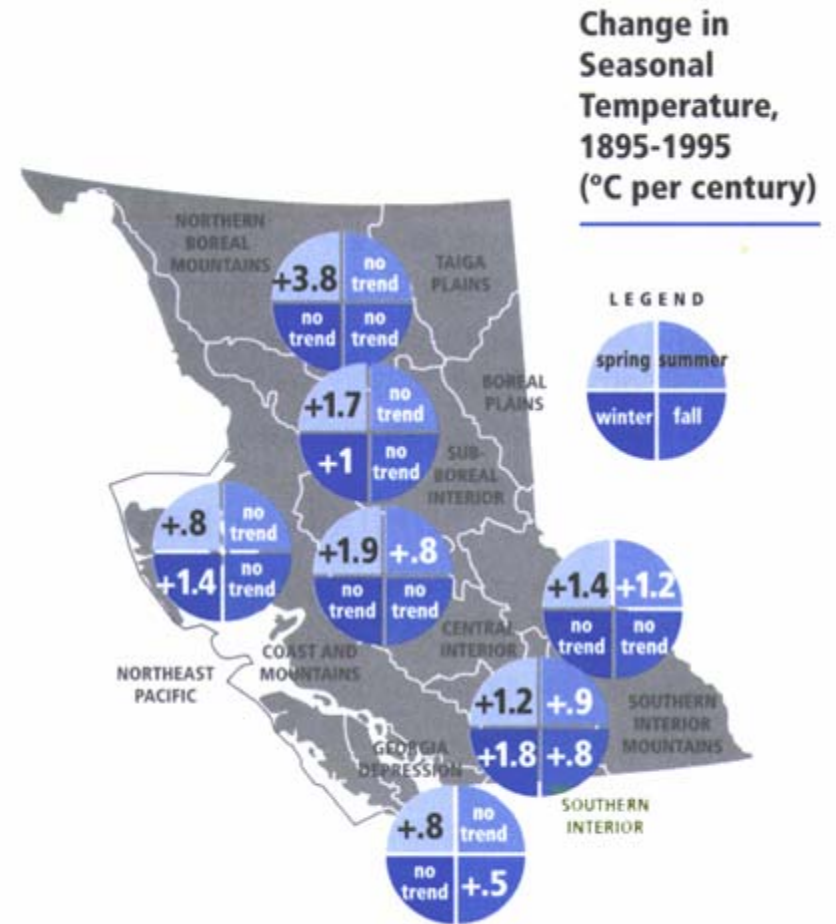 Change in
Seasonal
Temperature,
1895-1995
(ºC per century)
LEGEND
spring summer
winter fall
NORTHERN
BOREAL
MOUNTAINS
TAIGA
PLAINS
+3.8 no trend
no trend no trend
BOREAL
PLAINS
+1.7 no trend
+1 no trend
SUB-
BOREAL
INTERIOR
+.8 no trend
+1.4 no trend
+1.9 +.8
no trend no trend
CENTRAL
INTERIOR
+1.4 +1.2
no trend no trend
COAST AND
MOUNTAINS
NORTHEAST
PACIFIC
+1.2 +.9
+1.8 +.8
SOUTHERN
INTERIOR
MOUNTAINS
GEORGIA
DEPRESSION
SOUTHERN
INTERIOR
+.8 no trend
no trend +.5